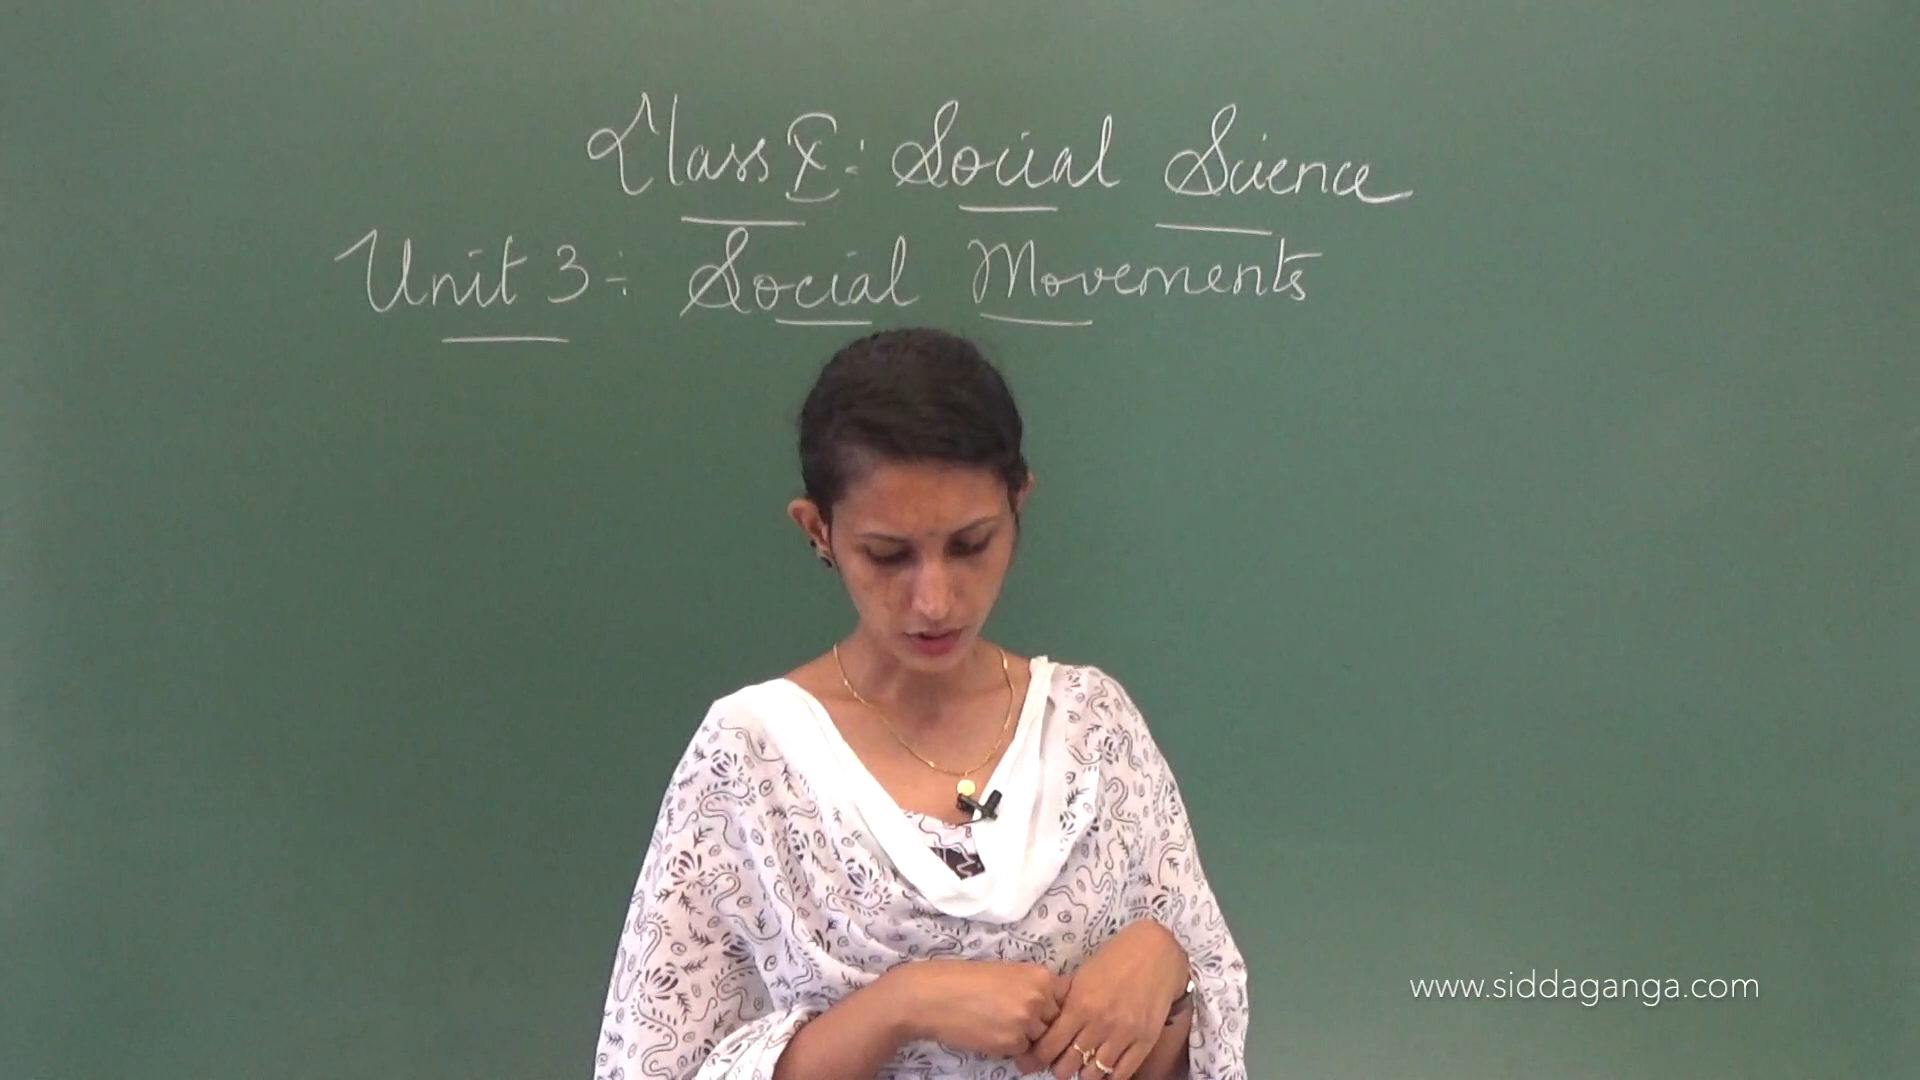 Class X : Social Science
Unit 3 : Social Movements
www.siddaganga.com